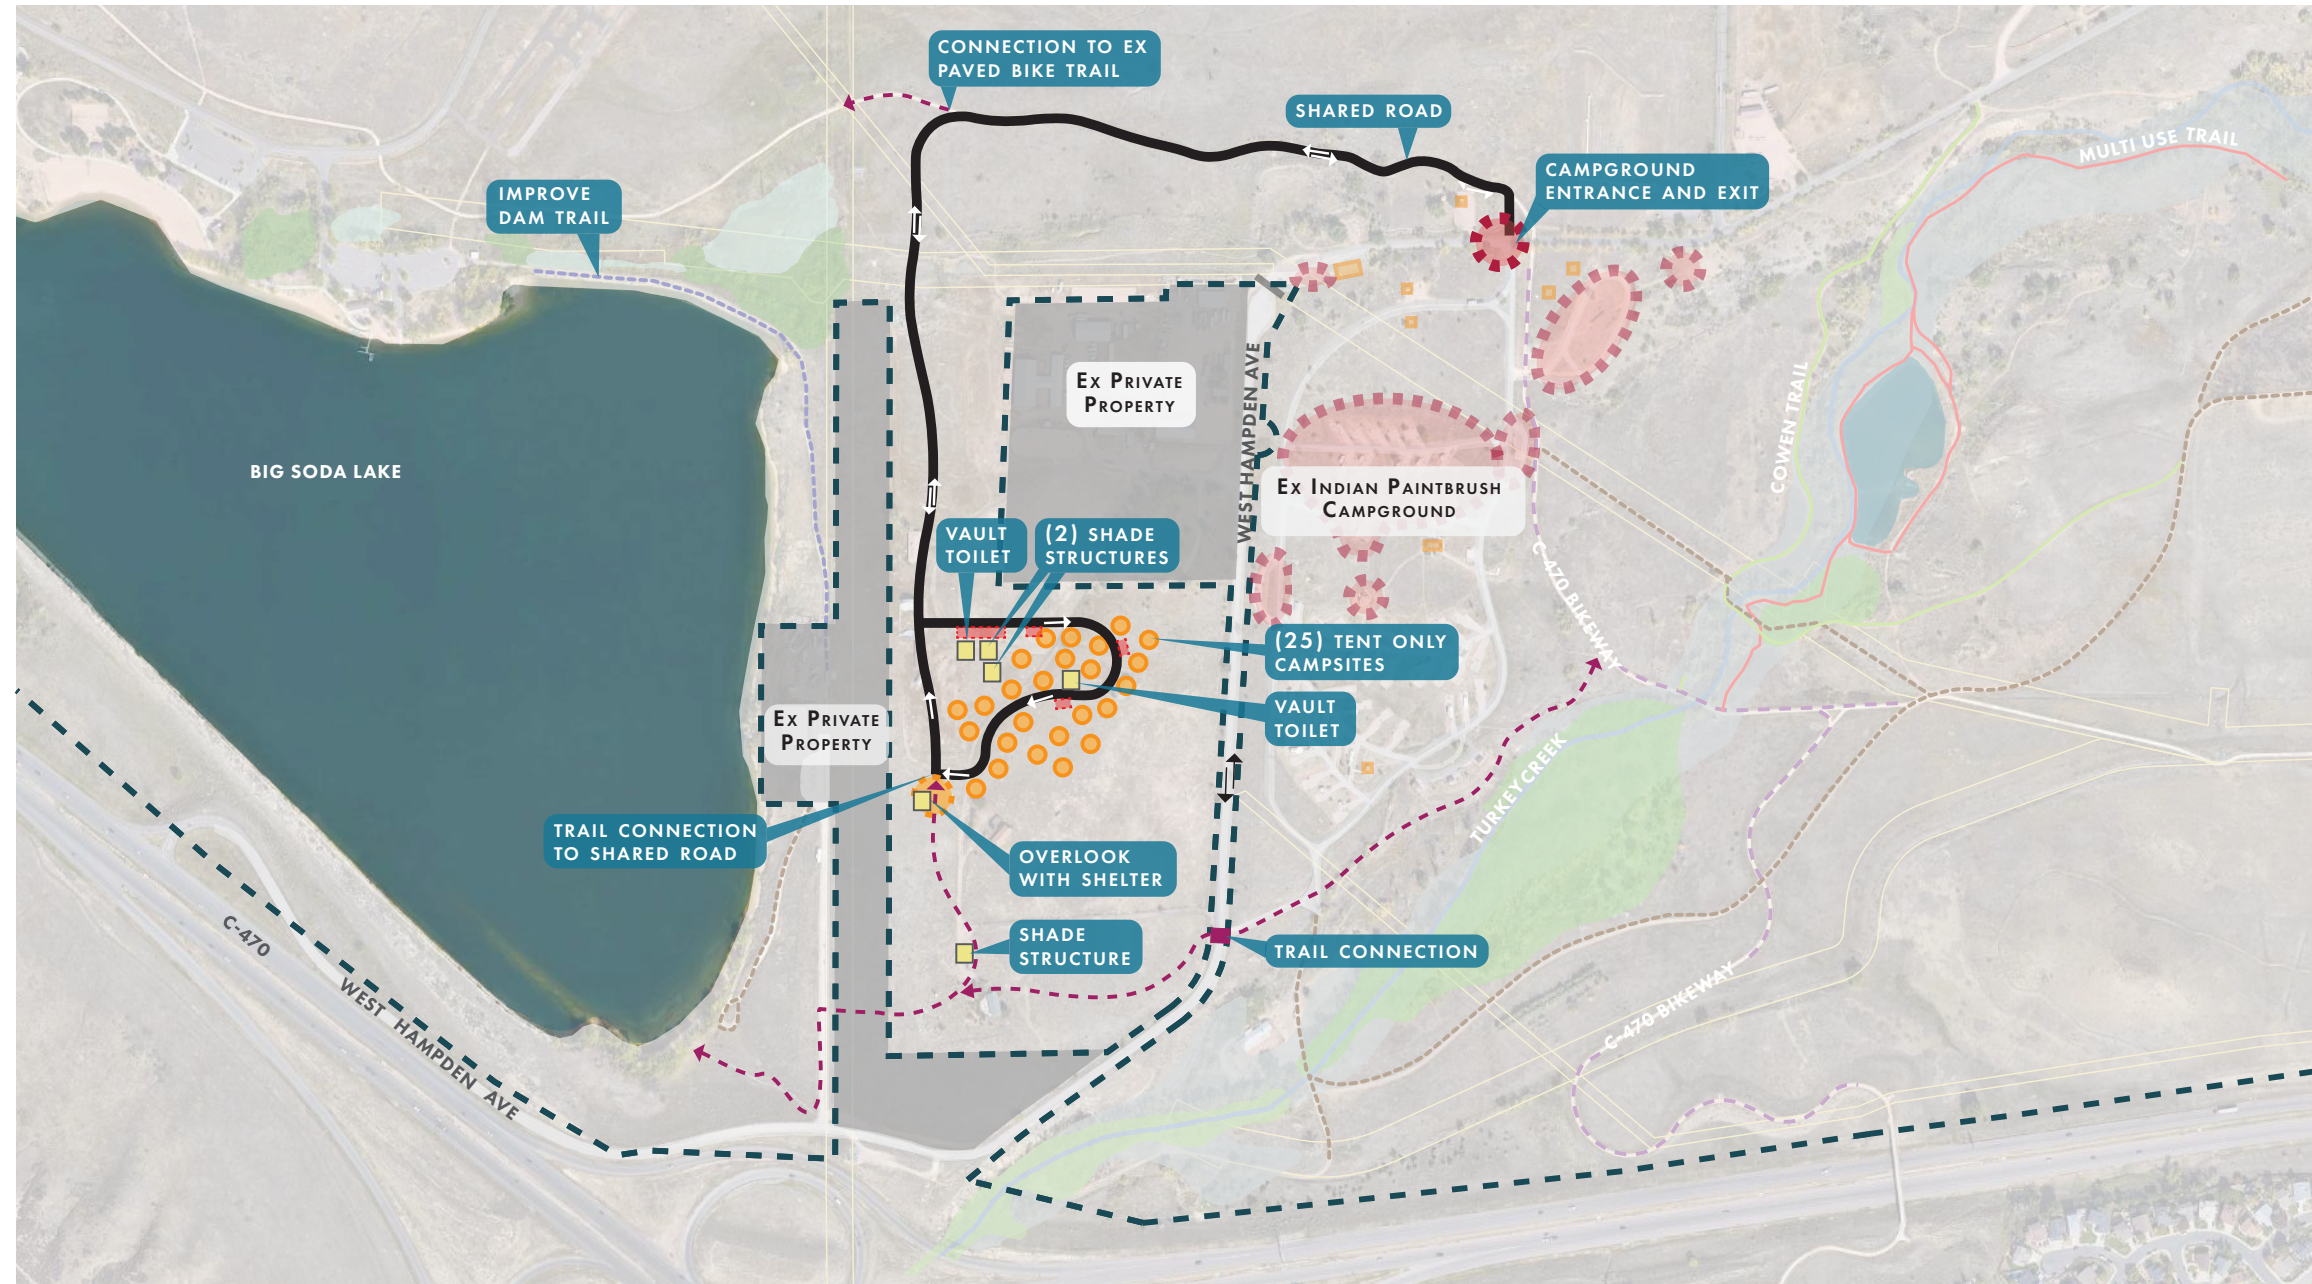 CONNECTION TO EX
PAVED BIKE TRAIL
SHARED ROAD
MULTI USE TRAIL
CAMPGROUND
ENTRANCE AND EXIT
IMPROVE
DAM TRAIL
EX PRIVATE
PROPERTY
WEST HAMPDEN AVE
COWEN TRAIL
BIG SODA LAKE
EX INDIAN PAINTBRUSH
CAMPGROUND
VAULT
TOILET
(2) SHADE
STRUCTURES
C-470 BIKEWAY
(25) TENT ONLY
CAMPSITES
VAULT
TOILET
EX PRIVATE
PROPERTY
TURKEY CREEK
TRAIL CONNECTION
TO SHARED ROAD
OVERLOOK
WITH SHELTER
C-470
SHADE
STRUCTURE
TRAIL CONNECTION
WEST HAMPDEN AVE
C-470 BIKEWAY